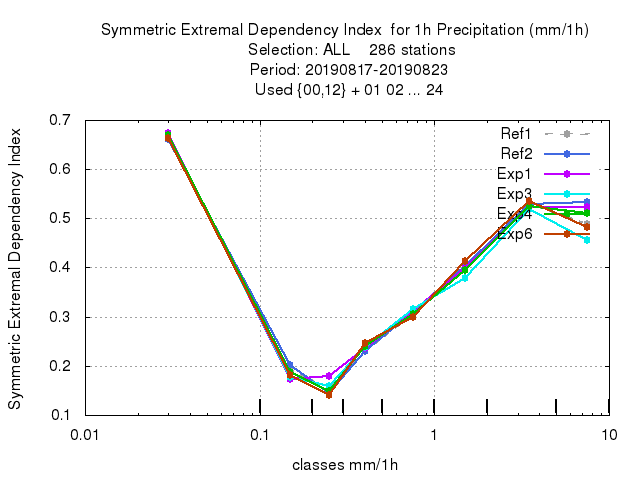 Symmetric Extremal Dependency Index  for 1h Precipitation (mm/1h)
Selection: ALL    286 stations
Period: 20190817-20190823
Used {00,12} + 01 02 ... 24
Symmetric Extremal Dependency Index
0.7
0.6
0.5
0.4
0.3
0.2
0.1
Ref1
Ref2
Exp1
Exp3
Exp4
Exp6
0.01
0.1
1
10
classes mm/1h